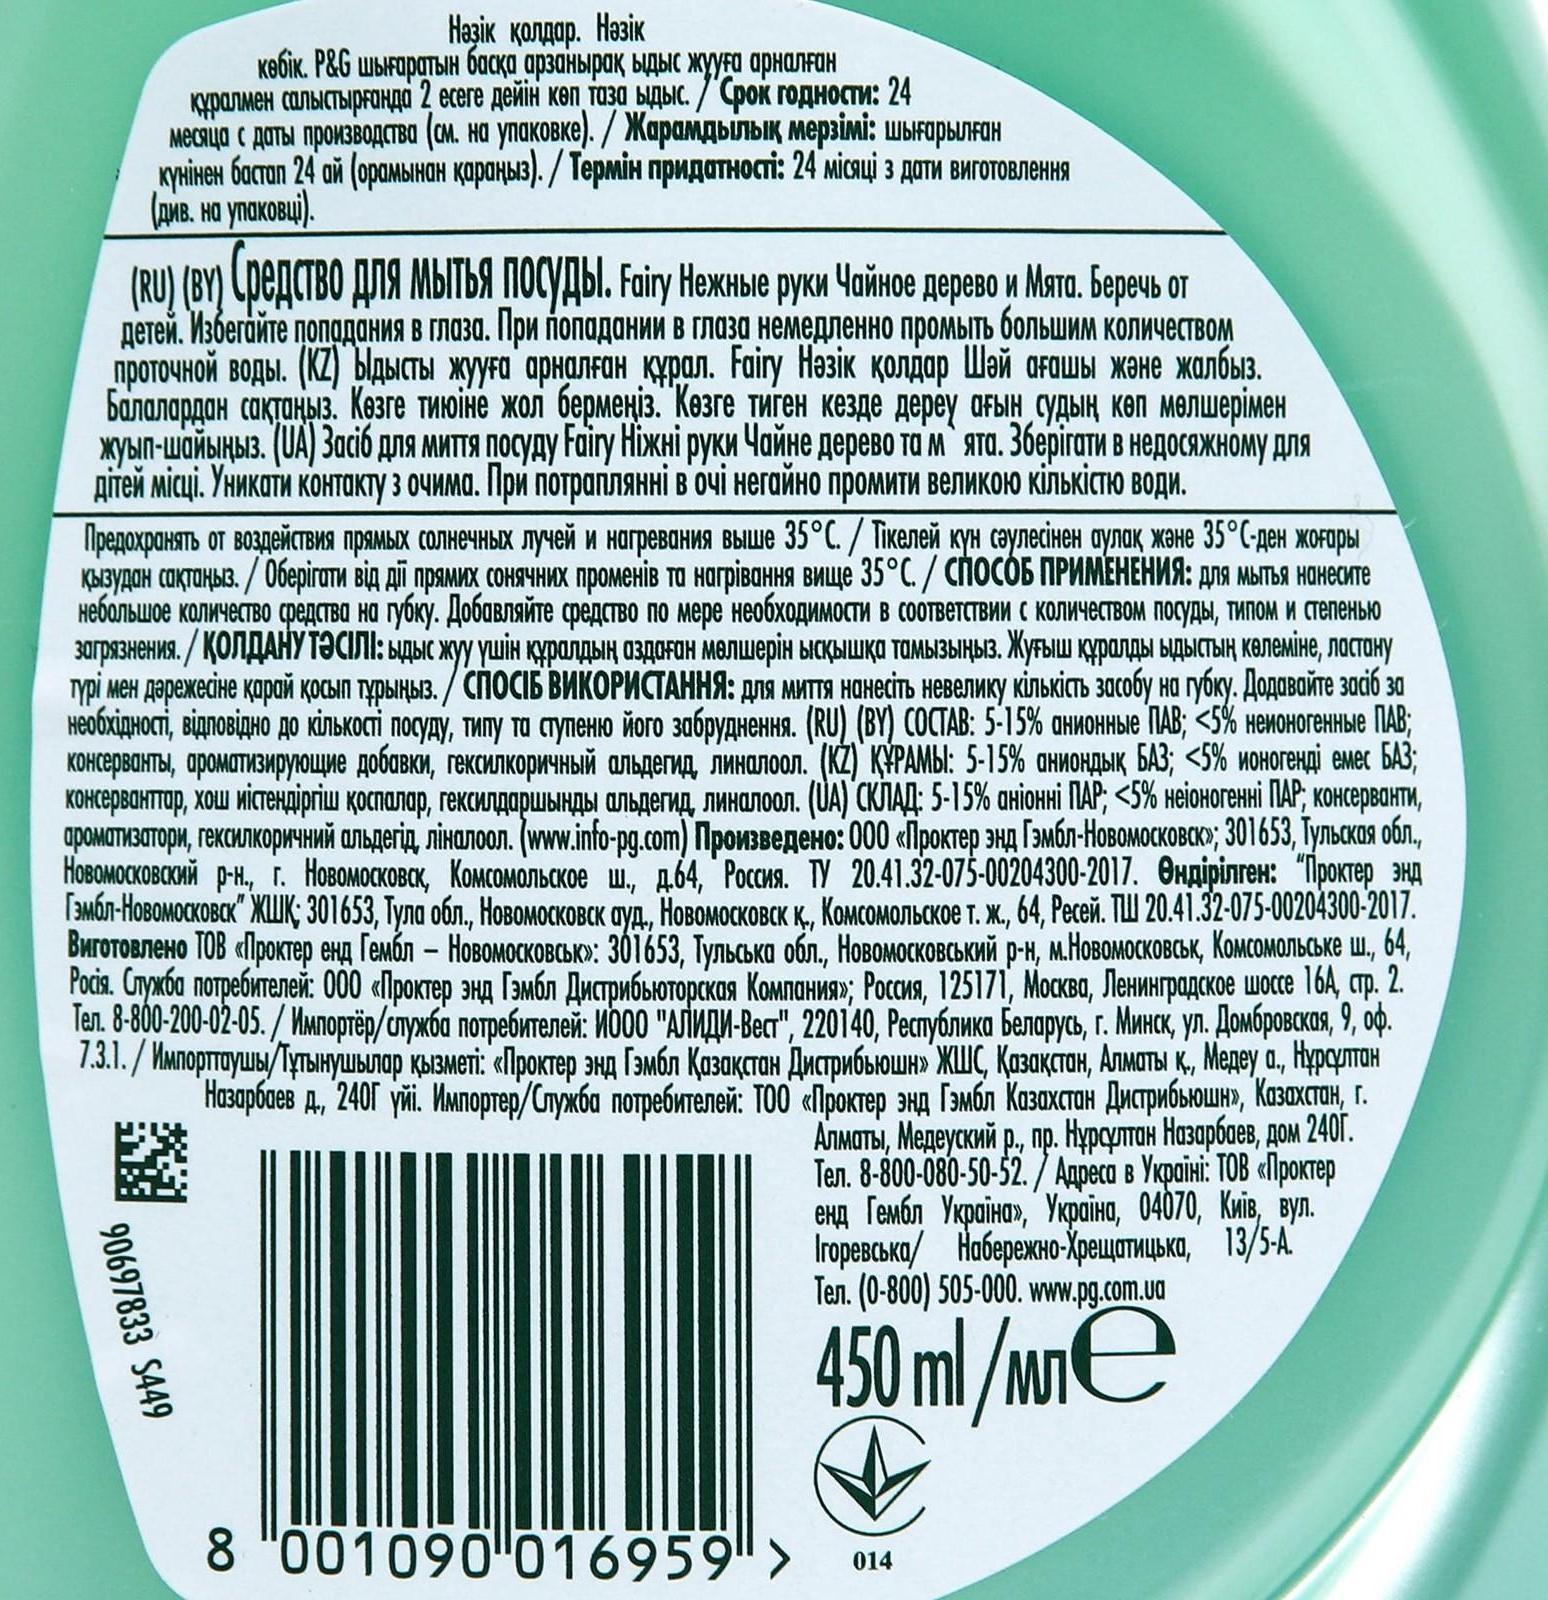 Нәзік қолдар. Нәзік
көбік. P&G шығаратын басқа арзанырақ ыдыс жууға арналған
құралмен салыстырғанда 2 есеге дейін көп таза ыдыс. / Срок годности: 24
месяца с даты производства (см. на упаковке). / Жарамдылық мерзімі: шығарылған
күнінен бастап 24 ай (орамынан қараңыз). / Термін придатності: 24 місяці з дати виготовлення
(див. на упаковці).
(RU) (BY) Средство для мытья посуды. Fairy Нежные руки Чайное дерево и Мята. Беречь от
детей. Избегайте попадания в глаза. При попадании в глаза немедленно промыть большим количеством
проточной воды. (KZ) Ыдысты жууға арналған құрал. Fairy Нәзік қолдар Шәй ағашы және жалбыз.
Балалардан сақтаңыз. Көзге тиюіне жол бермеңіз. Көзге тиген кезде дереу ағын судың көп мөлшерімен
жуып-шайыңыз. (UA) Засіб для миття посуду Fairy Ніжні руки Чайне дерево та м` ята. Зберігати в недосяжному для
дітей місці. Уникати контакту з очима. При потраплянні в очі негайно промити великою кількістю води.
Предохранять от воздействия прямых солнечных лучей и нагревания выше 35°C. / Тікелей күн сәулесінен аулақ және 35°C-ден жоғары
қызудан сақтаңыз. / Оберігати від дії прямих сонячних променів та нагрівання вище 35°C. / СПОСОБ ПРИМЕНЕНИЯ: для мытья нанесите
небольшое количество средства на губку. Добавляйте средство по мере необходимости в соответствии с количеством посуды, типом и степенью
загрязнения. / ҚОЛДАНУ ТӘСІЛІ: ыдыс жуу үшін құралдың аздаған мөлшерін ысқышқа тамызыңыз. Жуғыш құралды ыдыстың көлеміне, ластану
түрі мен дәрежесіне қарай қосып тұрыңыз. / СПОСІБ ВИКОРИСТАННЯ: для миття нанесіть невелику кількість засобу на губку. Додавайте засіб за
необхідності, відповідно до кількості посуду, типу та ступеню його забруднення. (RU) (BY) СОСТАВ: 5-15% анионные ПАВ; <5% неионогенные ПАВ;
консерванты, ароматизирующие добавки, гексилкоричный альдегид, линалоол. (KZ) ҚҰРАМЫ: 5-15% аниондық БАЗ; <5% ионогенді емес БАЗ;
консерванттар, хош иістендіргіш қоспалар, гексилдаршынды альдегид, линалоол. (UA) СКЛАД: 5-15% аніонні ПАР; <5% неіоногенні ПАР; консерванти,
ароматизатори, гексилкоричний альдегід, ліналоол. (www.info-pg.com) Произведено: ООО «Проктер энд Гэмбл-Новомосковск»; 301653, Тульская обл.,
Новомосковский р-н., г. Новомосковск, Комсомольское ш., д.64, Россия. ТУ 20.41.32-075-00204300-2017. Өндірілген: "Проктер энд
Гэмбл-Новомосковск" ЖШҚ; 301653, Тула обл., Новомосковск ауд., Новомосковск қ., Комсомольское т. ж., 64, Ресей. ТШ 20.41.32-075-00204300-2017.
Виготовлено ТОВ «Проктер енд Гембл – Новомосковськ»: 301653, Тульська обл., Новомосковський р-н, м.Новомосковськ, Комсомольське ш., 64,
Росія. Служба потребителей: ООО «Проктер энд Гэмбл Дистрибьюторская Компания»; Россия, 125171, Москва, Ленинградское шоссе 16А, стр. 2.
Тел. 8-800-200-02-05. / Импортёр/служба потребителей: ИООО "АЛИДИ-Вест", 220140, Республика Беларусь, г. Минск, ул. Домбровская, 9, оф.
7.3.1. / Импорттаушы/Тұтынушылар қызметі: «Проктер энд Гэмбл Қазақстан Дистрибьюшн» ЖШС, Қазақстан, Алматы қ., Медеу а., Нұрсұлтан
Назарбаев д., 240Г үйі. Импортер/Служба потребителей: ТОО «Проктер энд Гэмбл Казахстан Дистрибьюшн», Казахстан, г.
Алматы, Медеуский р., пр. Нұрсұлтан Назарбаев, дом 240Г.
Тел. 8-800-080-50-52. / Адреса в Україні: ТОВ «Проктер
енд Гембл Україна», Україна, 04070, Київ, вул.
Ігоревська/ Набережно-Хрещатицька, 13/5-А.
Тел. (0-800) 505-000. www.pg.com.ua
450 ml /мл ℮
90697833 S449
8 001090 016959 >
014